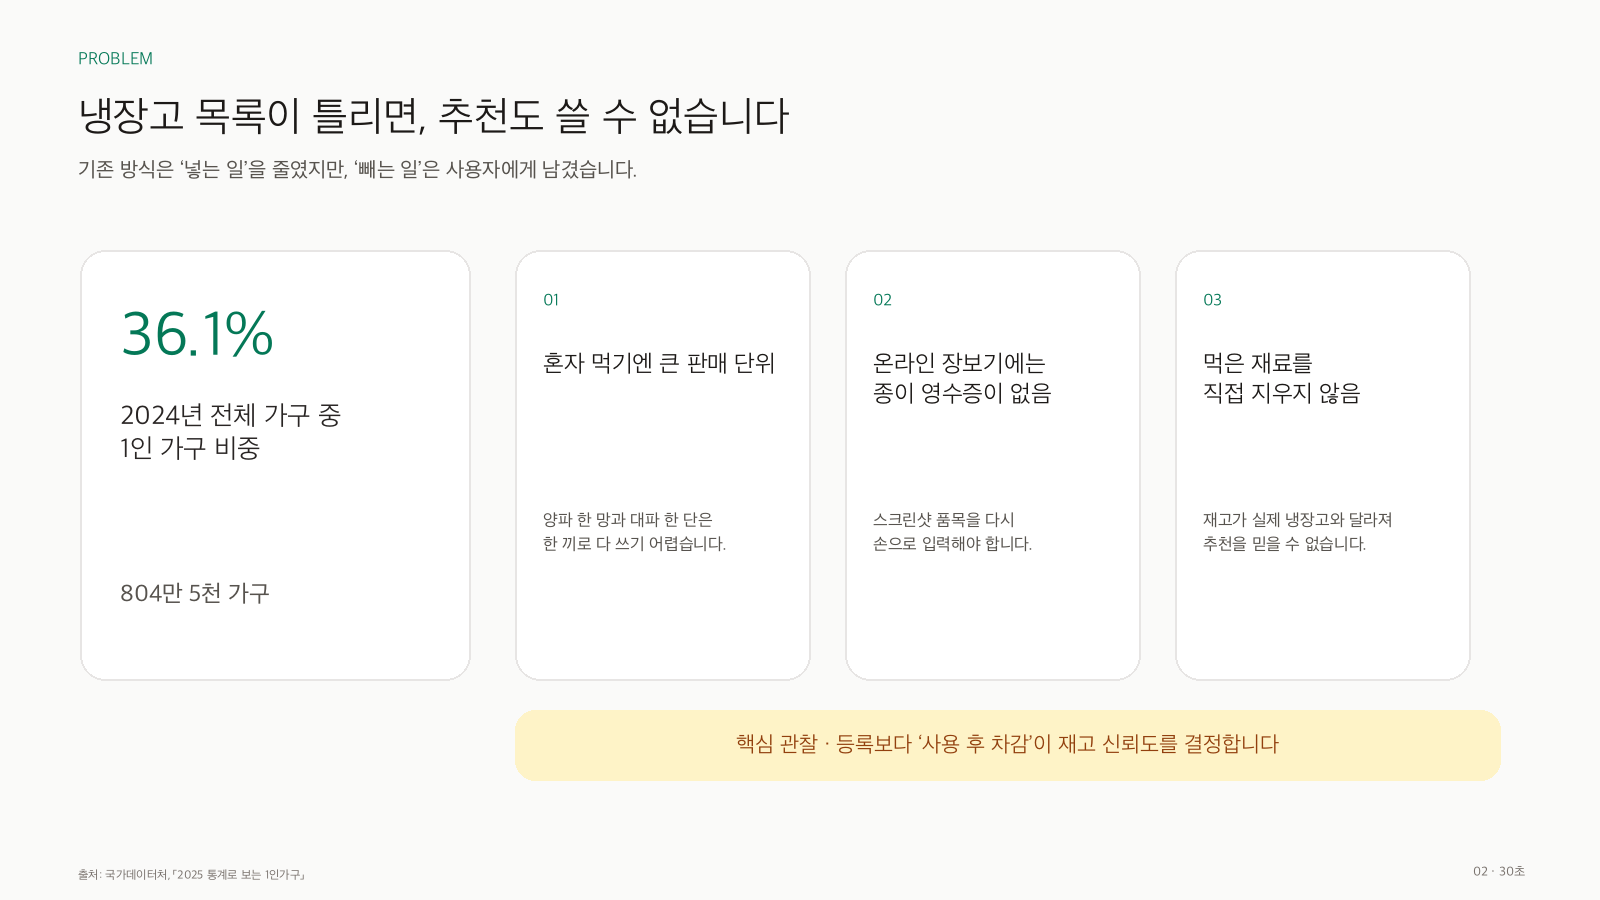 PROBLEM
냉장고 목록이 틀리면, 추천도 쓸 수 없습니다
기존 방식은 ‘넣는 일’을 줄였지만, ‘빼는 일’은 사용자에게 남겼습니다.
36.1%
2024년 전체 가구 중
1인 가구 비중
804만 5천 가구
01
혼자 먹기엔 큰 판매 단위
양파 한 망과 대파 한 단은
한 끼로 다 쓰기 어렵습니다.
02
온라인 장보기에는
종이 영수증이 없음
스크린샷 품목을 다시
손으로 입력해야 합니다.
03
먹은 재료를
직접 지우지 않음
재고가 실제 냉장고와 달라져
추천을 믿을 수 없습니다.
핵심 관찰 · 등록보다 ‘사용 후 차감’이 재고 신뢰도를 결정합니다
출처: 국가데이터처, 「2025 통계로 보는 1인가구」
02 · 30초